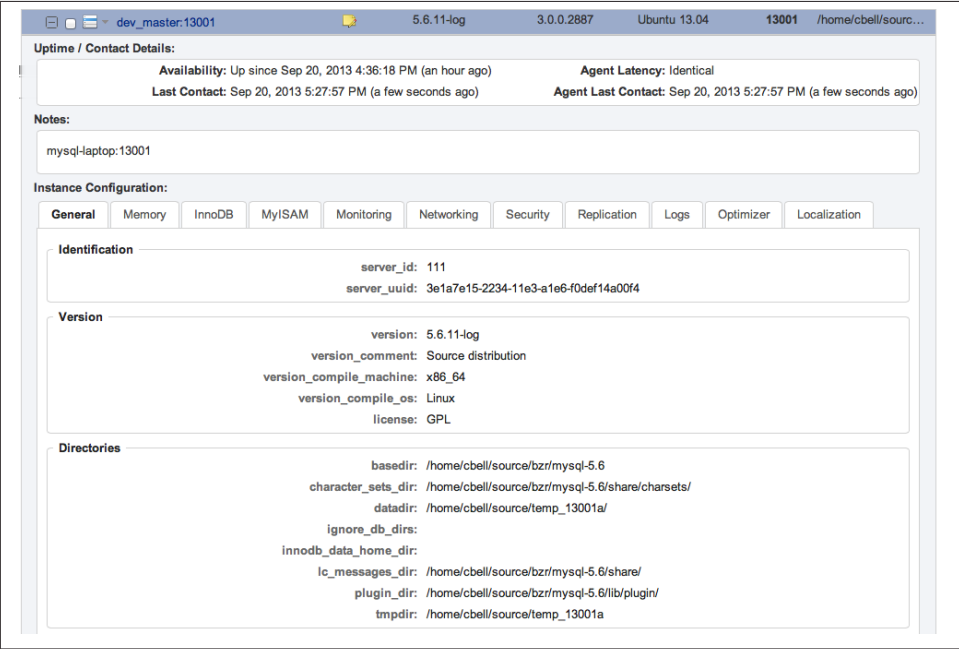 dev_master:13001 5.6.11-log 3.0.0.2887 Ubuntu 13.04 13001 /home/cbell/sourc...
Uptime / Contact Details:
Availability: Up since Sep 20, 2013 4:36:18 PM (an hour ago) Agent Latency: Identical
Last Contact: Sep 20, 2013 5:27:57 PM (a few seconds ago) Agent Last Contact: Sep 20, 2013 5:27:57 PM (a few seconds ago)
Notes:
mysql-laptop:13001
Instance Configuration:
General Memory InnoDB MyISAM Monitoring Networking Security Replication Logs Optimizer Localization
Identification
server_id: 111
server_uuid: 3e1a7e15-2234-11e3-a1e6-f0def14a00f4
Version
version: 5.6.11-log
version_comment: Source distribution
version_compile_machine: x86_64
version_compile_os: Linux
license: GPL
Directories
basedir: /home/cbell/source/bzr/mysql-5.6
character_sets_dir: /home/cbell/source/bzr/mysql-5.6/share/charsets/
datadir: /home/cbell/source/temp_13001a/
ignore_db_dirs:
innodb_data_home_dir:
lc_messages_dir: /home/cbell/source/bzr/mysql-5.6/share/
plugin_dir: /home/cbell/source/bzr/mysql-5.6/lib/plugin/
tmpdir: /home/cbell/source/temp_13001a